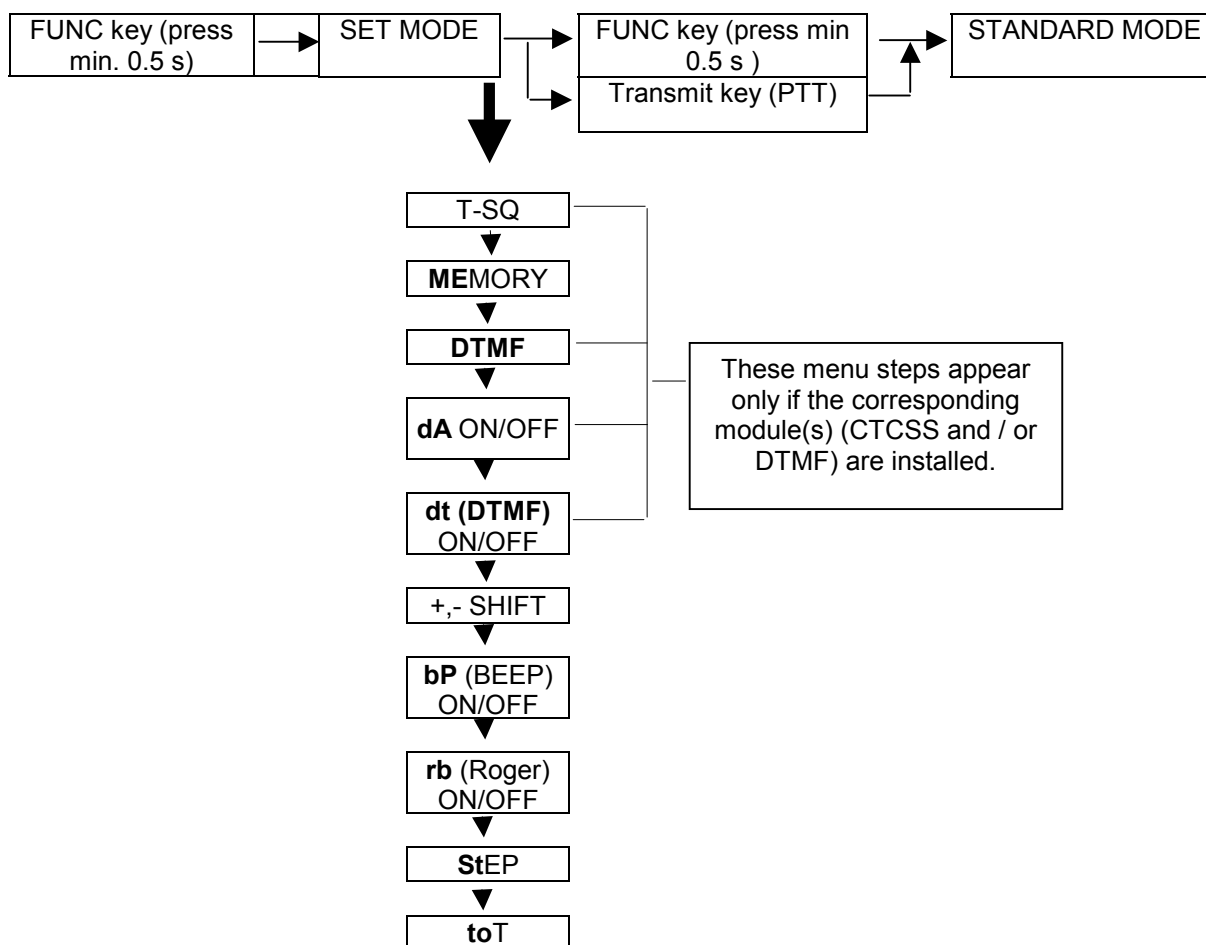 FUNC key (press
min. 0.5 s)
SET MODE
FUNC key (press min
0.5 s )
STANDARD MODE
Transmit key (PTT)
T-SQ
MEMORY
DTMF
dA ON/OFF
dt (DTMF)
ON/OFF
These menu steps appear
only if the corresponding
module(s) (CTCSS and / or
DTMF) are installed.
+,- SHIFT
bP (BEEP)
ON/OFF
rb (Roger)
ON/OFF
StEP
toT